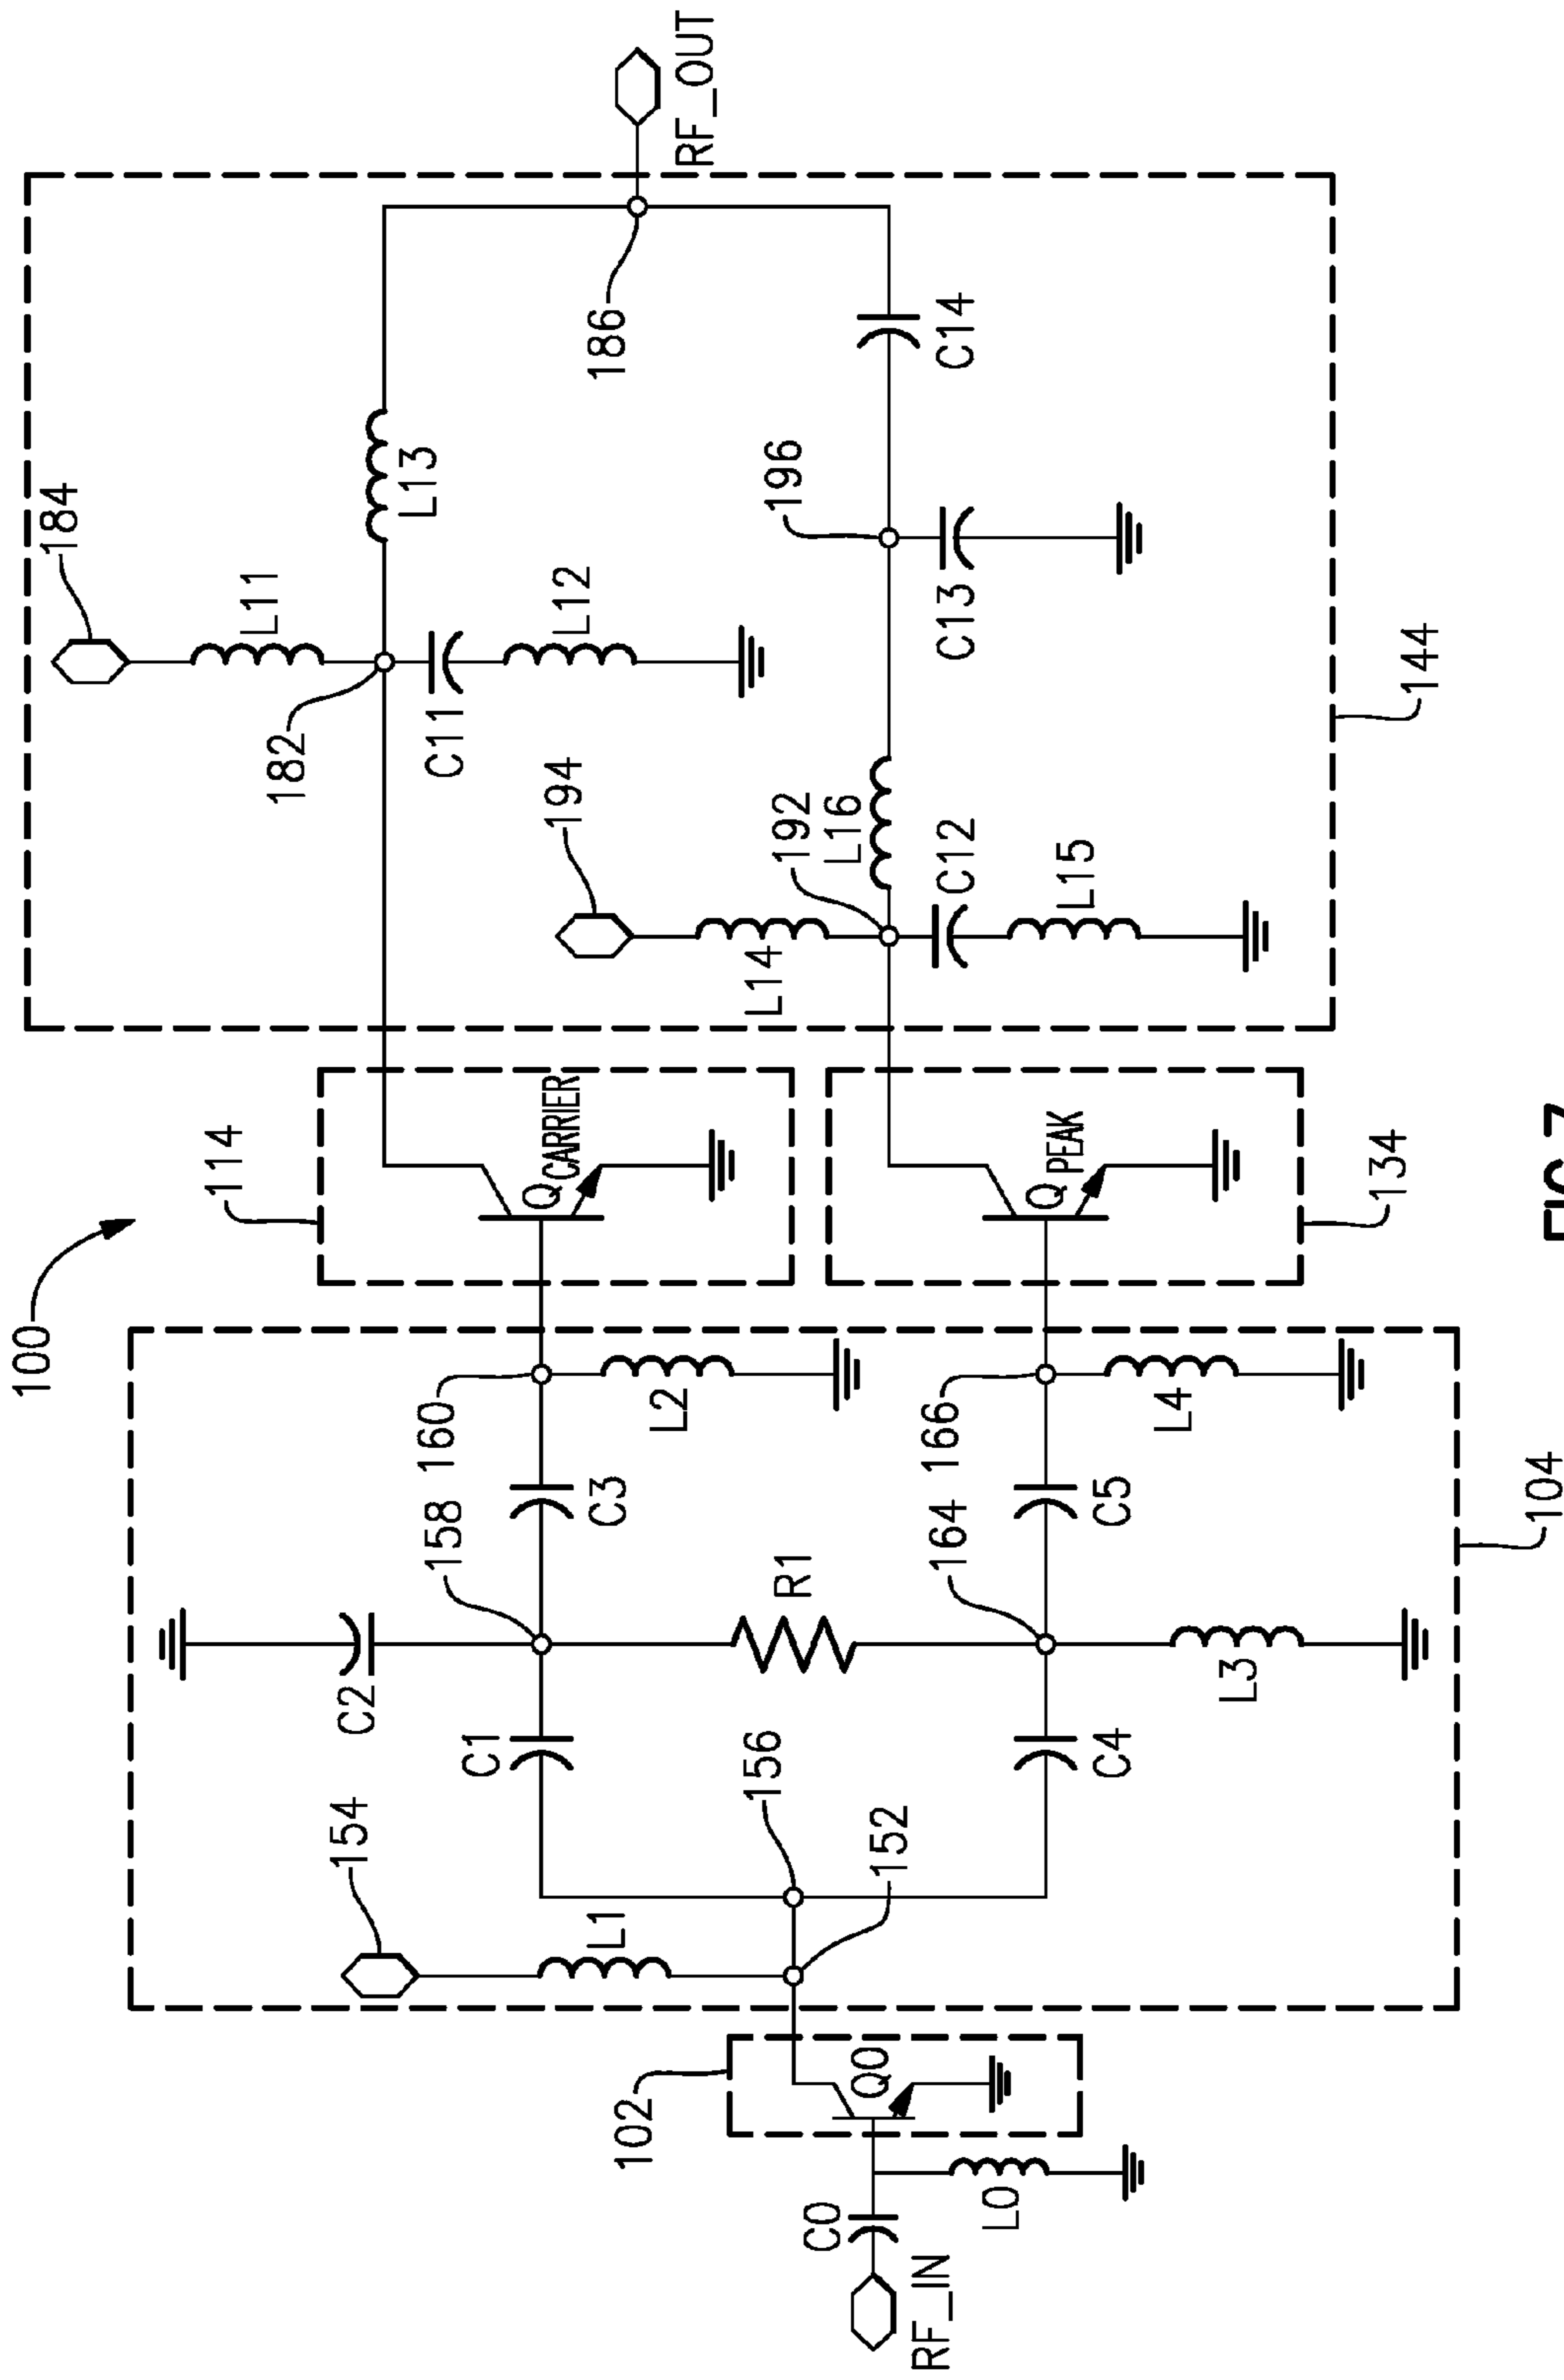 100
184
L11
182
C11
L12
L13
RF_OUT
186
194
L14
192
L16
C12
L15
196
C13
C14
144
114
QCARRIER
QPEAK
134
154
L1
C2
C1
158
C3
160
L2
156
152
R1
164
166
C4
C5
L3
L4
104
102
Q0
C0
L0
RF_IN